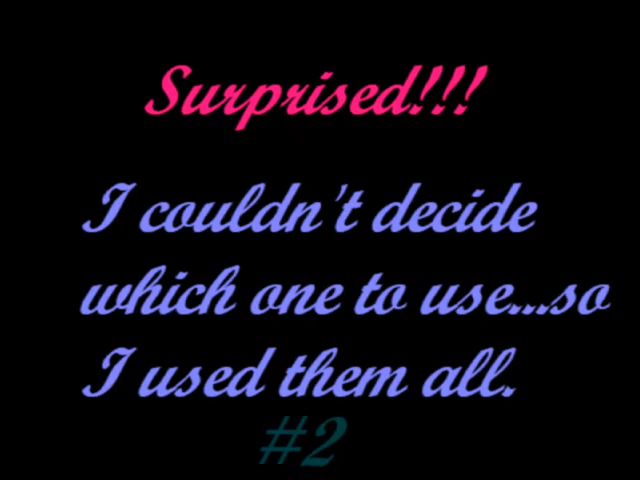 Surprised!!!
I couldn't decide
which one to use...so
I used them all.
#2